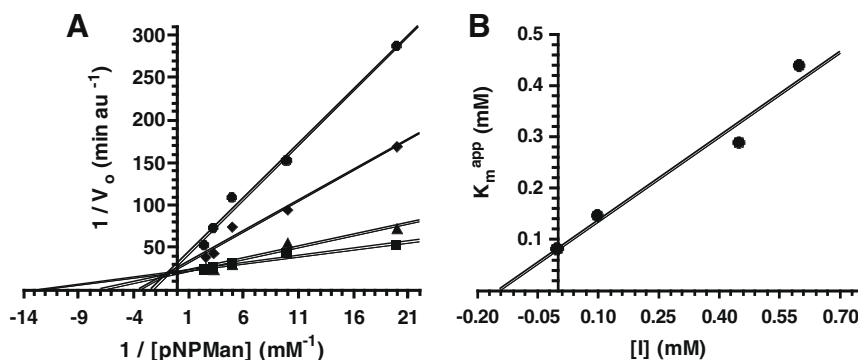 A
1 / V o (min au -1)
300
250
200
150
100
50
-14 -9 -4 1 6 11 16 21
1 / [pNPMan] (mM-1)
B
Km app (mM)
0.5
0.4
0.3
0.2
0.1
-0.20 -0.05 0.10 0.25 0.40 0.55 0.70
[I] (mM)